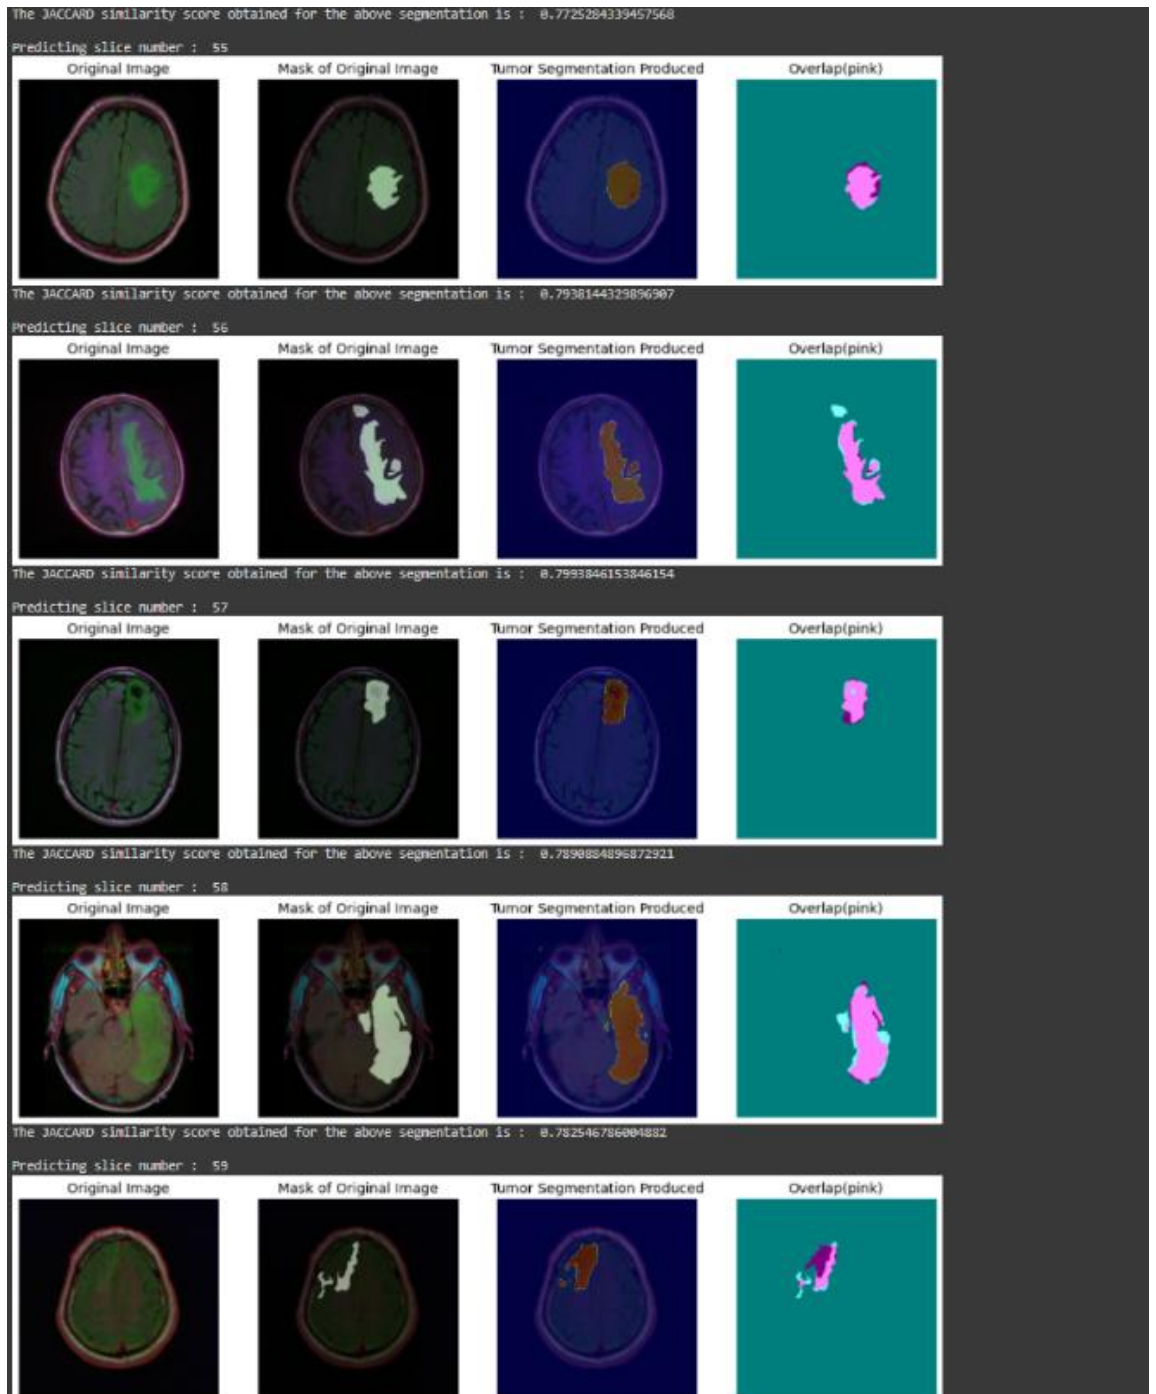 The JACCARD similarity score obtained for the above segmentation is :  0.7725284339457568
Predicting slice number :  55
Original Image Mask of Original Image Tumor Segmentation Produced Overlap(pink)
The JACCARD similarity score obtained for the above segmentation is :  0.7938144329896907
Predicting slice number :  56
Original Image Mask of Original Image Tumor Segmentation Produced Overlap(pink)
The JACCARD similarity score obtained for the above segmentation is :  0.7993846153846154
Predicting slice number :  57
Original Image Mask of Original Image Tumor Segmentation Produced Overlap(pink)
The JACCARD similarity score obtained for the above segmentation is :  0.7890884896872921
Predicting slice number :  58
Original Image Mask of Original Image Tumor Segmentation Produced Overlap(pink)
The JACCARD similarity score obtained for the above segmentation is :  0.782546786004882
Predicting slice number :  59
Original Image Mask of Original Image Tumor Segmentation Produced Overlap(pink)